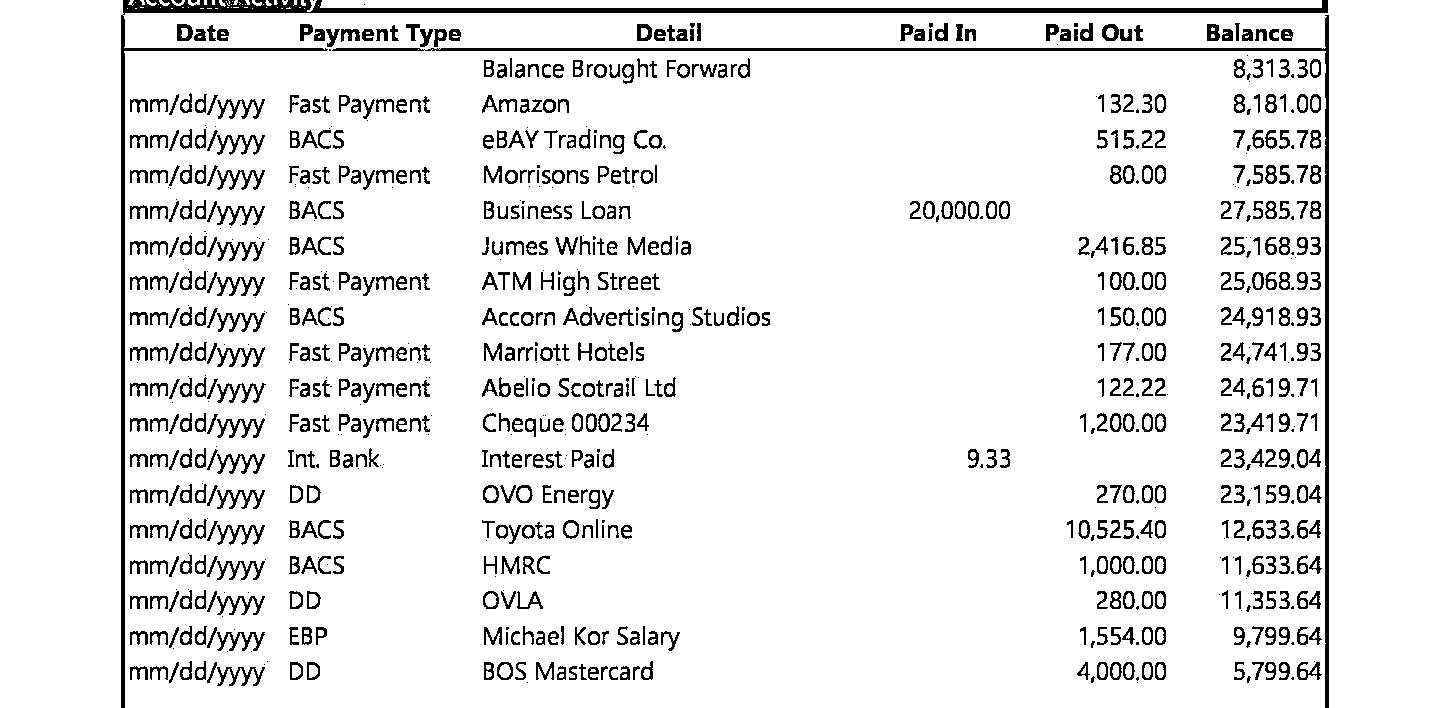 Account Activity
Date Payment Type Detail Paid In Paid Out Balance
Balance Brought Forward 8,313.30
mm/dd/yyyy Fast Payment Amazon 132.30 8,181.00
mm/dd/yyyy BACS eBAY Trading Co. 515.22 7,665.78
mm/dd/yyyy Fast Payment Morrisons Petrol 80.00 7,585.78
mm/dd/yyyy BACS Business Loan 20,000.00 27,585.78
mm/dd/yyyy BACS Jumes White Media 2,416.85 25,168.93
mm/dd/yyyy Fast Payment ATM High Street 100.00 25,068.93
mm/dd/yyyy BACS Accorn Advertising Studios 150.00 24,918.93
mm/dd/yyyy Fast Payment Marriott Hotels 177.00 24,741.93
mm/dd/yyyy Fast Payment Abelio Scotrail Ltd 122.22 24,619.71
mm/dd/yyyy Fast Payment Cheque 000234 1,200.00 23,419.71
mm/dd/yyyy Int. Bank Interest Paid 9.33 23,429.04
mm/dd/yyyy DD OVO Energy 270.00 23,159.04
mm/dd/yyyy BACS Toyota Online 10,525.40 12,633.64
mm/dd/yyyy BACS HMRC 1,000.00 11,633.64
mm/dd/yyyy DD OVLA 280.00 11,353.64
mm/dd/yyyy EBP Michael Kor Salary 1,554.00 9,799.64
mm/dd/yyyy DD BOS Mastercard 4,000.00 5,799.64